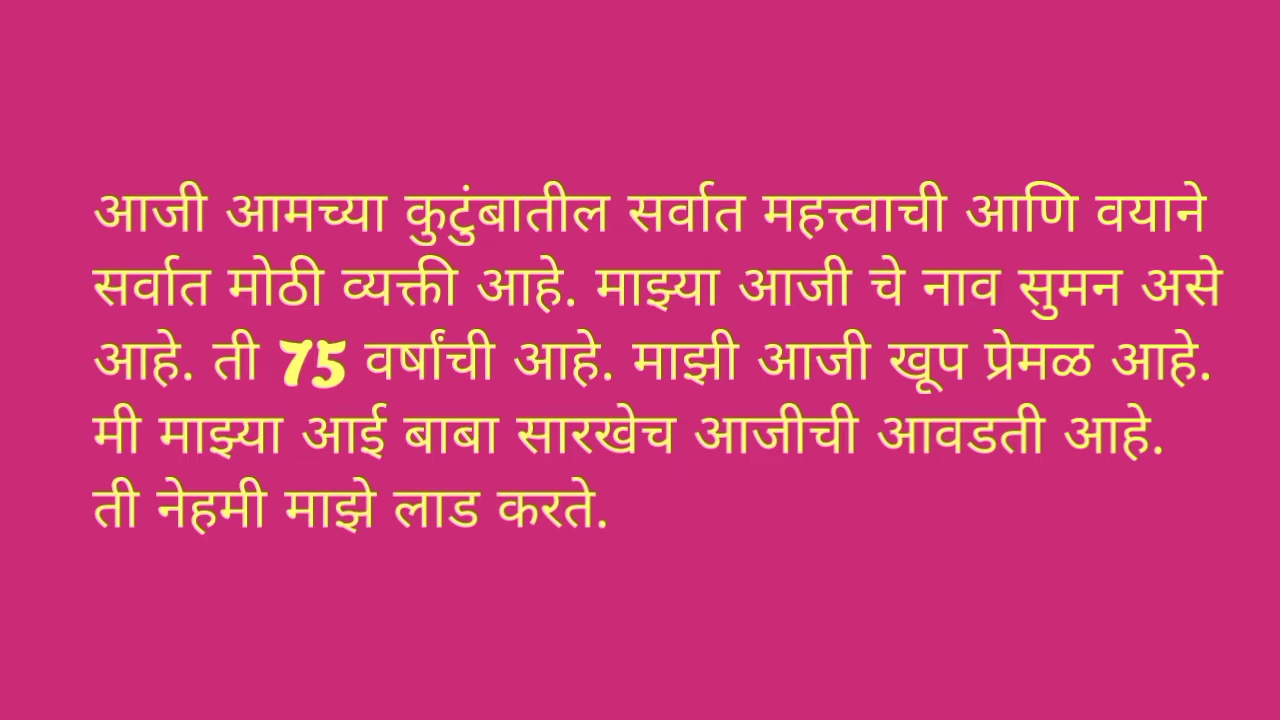 आजी आमच्या कुटुंबातील सर्वात महत्त्वाची आणि वयाने
सर्वात मोठी व्यक्ती आहे. माझ्या आजी चे नाव सुमन असे
आहे. ती 75 वर्षांची आहे. माझी आजी खूप प्रेमळ आहे.
मी माझ्या आई बाबा सारखेच आजीची आवडती आहे.
ती नेहमी माझे लाड करते.